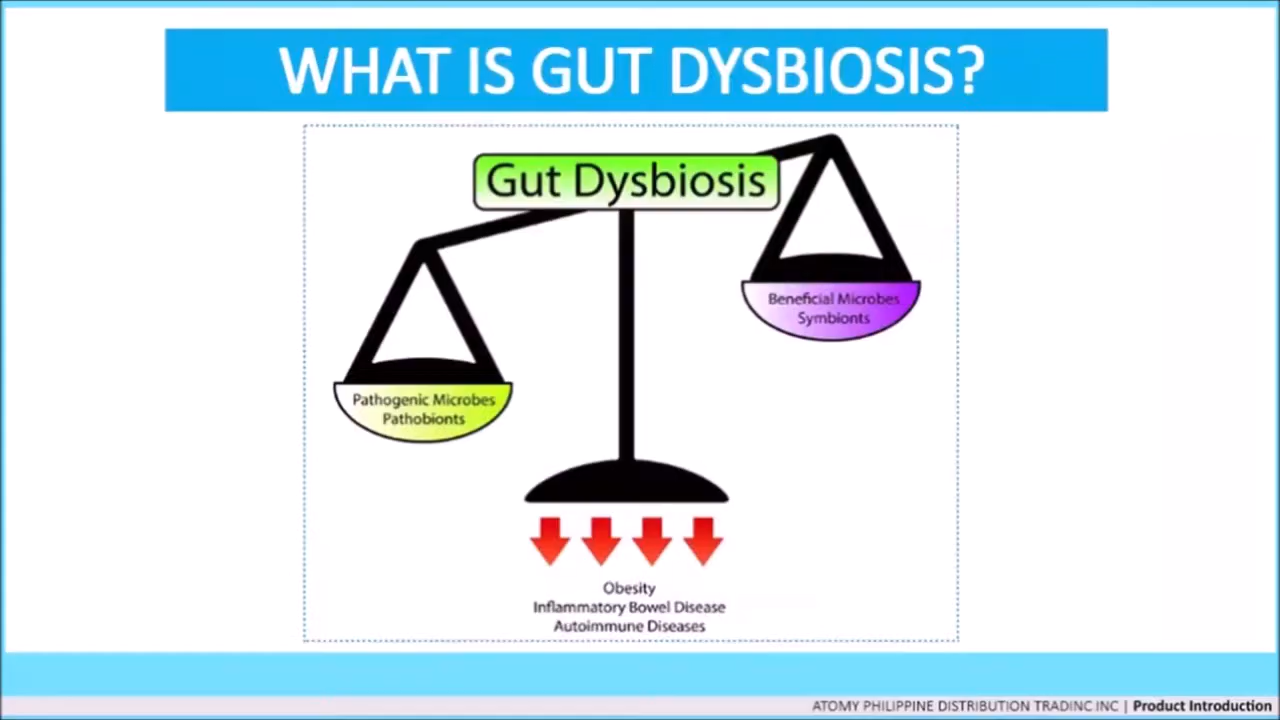 WHAT IS GUT DYSBIOSIS?
Gut Dysbiosis
Beneficial Microbes
Symbionts
Pathogenic Microbes
Pathobionts
Obesity
Inflammatory Bowel Disease
Autoimmune Diseases
ATOMY PHILIPPINE DISTRIBUTION TRADINC INC | Product Introduction